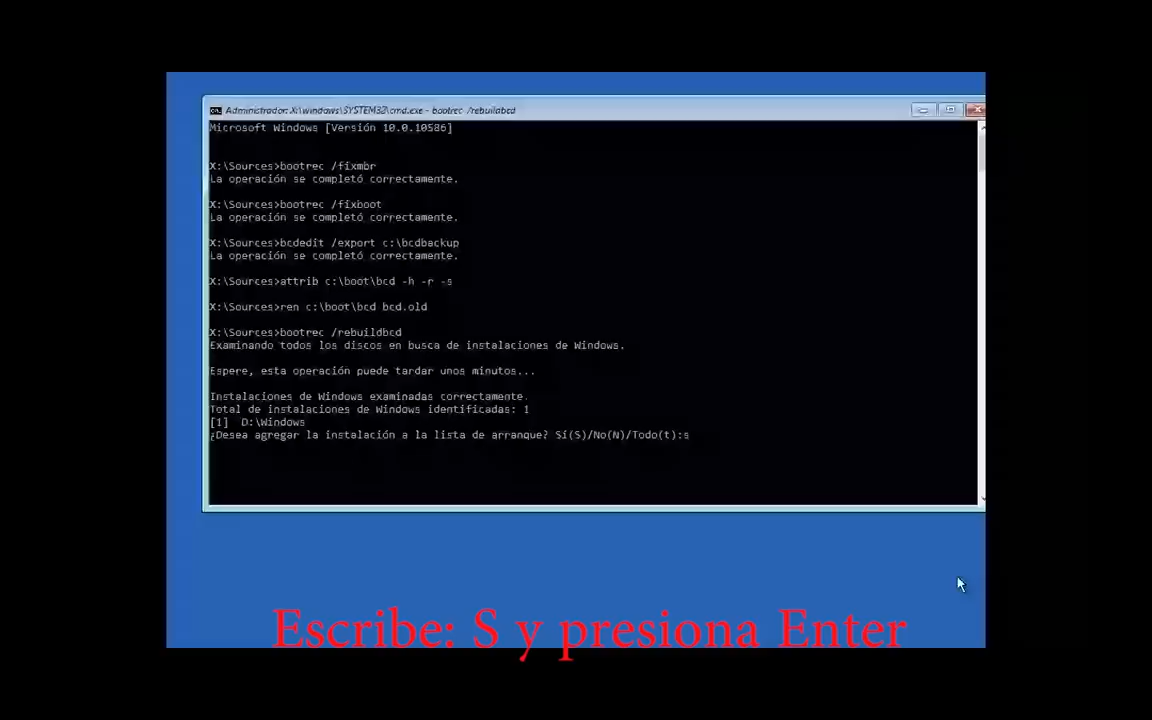 Administrador: X:\windows\SYSTEM32\cmd.exe - bootrec /rebuilabcd
Microsoft Windows [Versión 10.0.10586]
X:\Sources>bootrec /fixmbr
La operación se completó correctamente.
X:\Sources>bootrec /fixboot
La operación se completó correctamente.
X:\Sources>bcdedit /export c:\bcdbackup
La operación se completó correctamente.
X:\Sources>attrib c:\boot\bcd -h -r -s
X:\Sources>ren c:\boot\bcd bcd.old
X:\Sources>bootrec /rebuildbcd
Examinando todos los discos en busca de instalaciones de Windows.
Espere, esta operación puede tardar unos minutos...
Instalaciones de Windows examinadas correctamente.
Total de instalaciones de Windows identificadas: 1
[1]  D:\Windows
¿Desea agregar la instalación a la lista de arranque? Sí(S)/No(N)/Todo(t):s
Escribe: S y presiona Enter